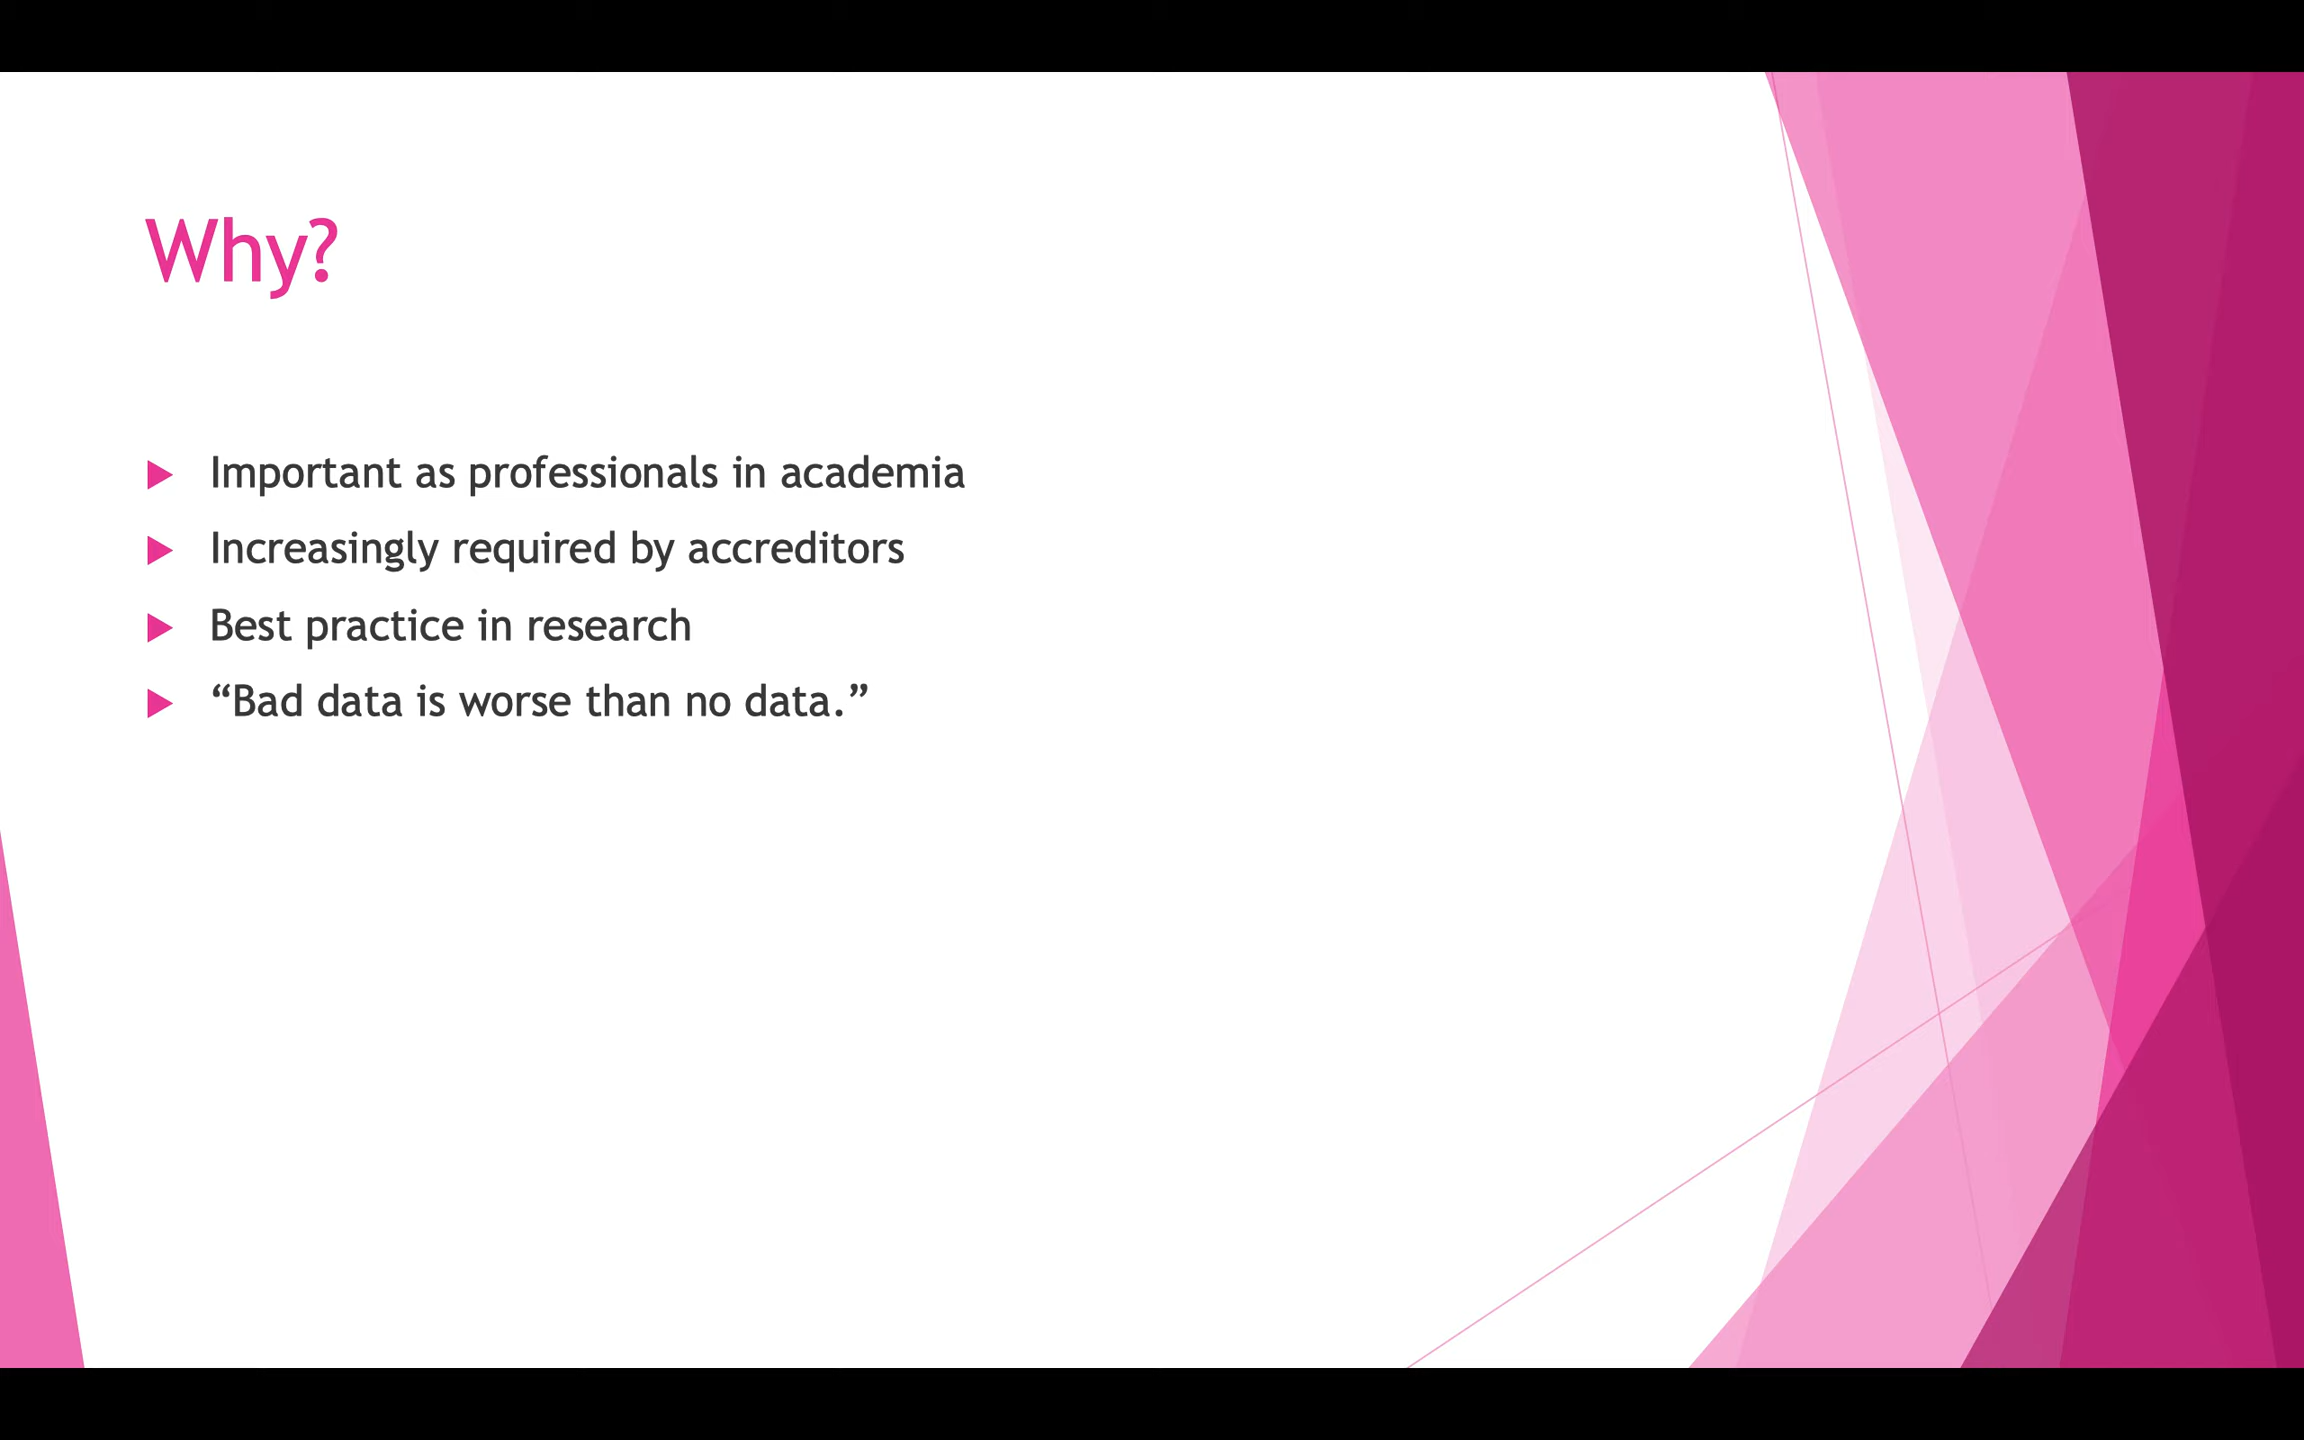 Why?
Important as professionals in academia
Increasingly required by accreditors
Best practice in research
“Bad data is worse than no data.”